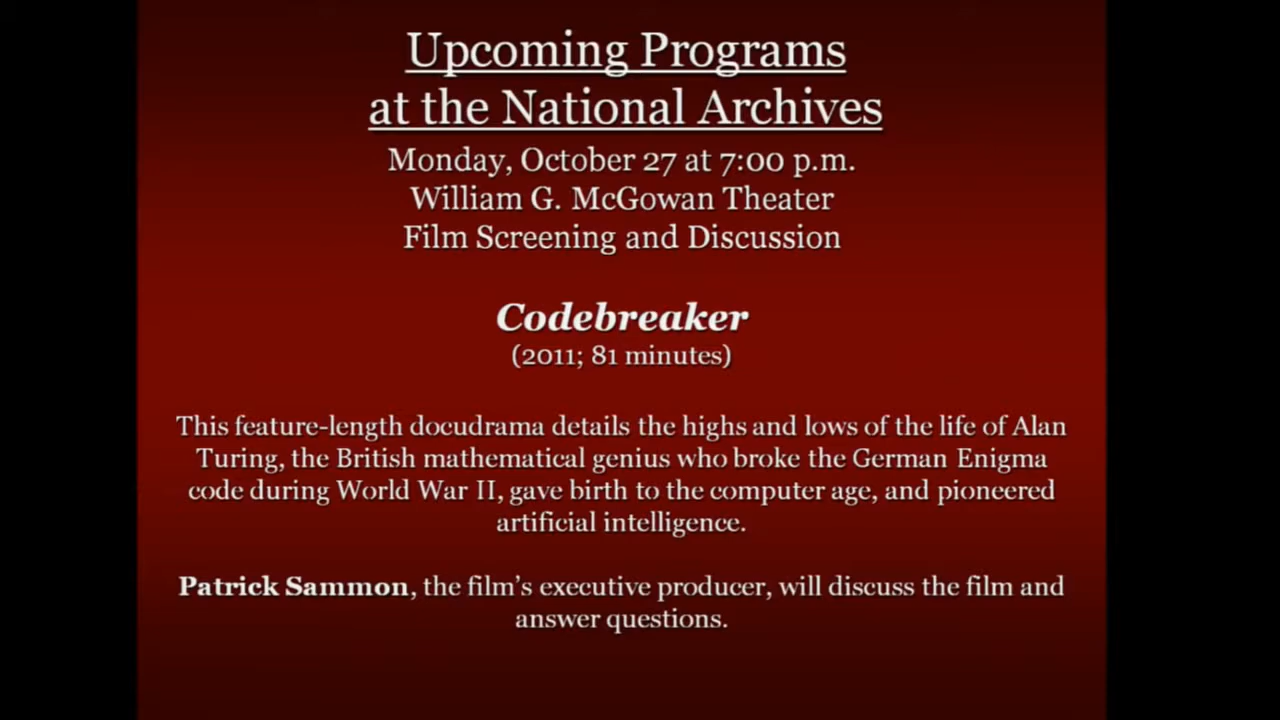 Upcoming Programs
at the National Archives
Monday, October 27 at 7:00 p.m.
William G. McGowan Theater
Film Screening and Discussion
Codebreaker
(2011; 81 minutes)
This feature-length docudrama details the highs and lows of the life of Alan
Turing, the British mathematical genius who broke the German Enigma
code during World War II, gave birth to the computer age, and pioneered
artificial intelligence.
Patrick Sammon, the film's executive producer, will discuss the film and
answer questions.